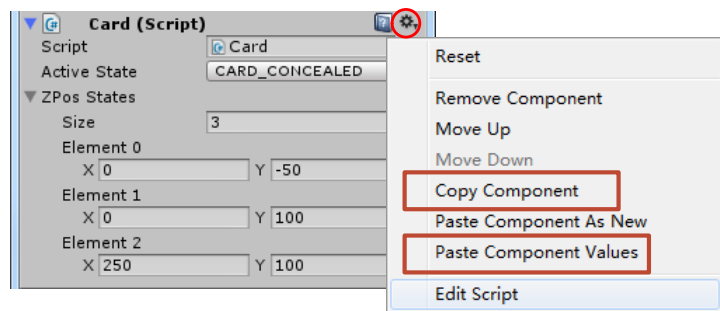 Card (Script)
Script Card
Active State CARD_CONCEALED
ZPos States
Size 3
Element 0
X 0 Y -50
Element 1
X 0 Y 100
Element 2
X 250 Y 100
Reset
Remove Component
Move Up
Move Down
Copy Component
Paste Component As New
Paste Component Values
Edit Script